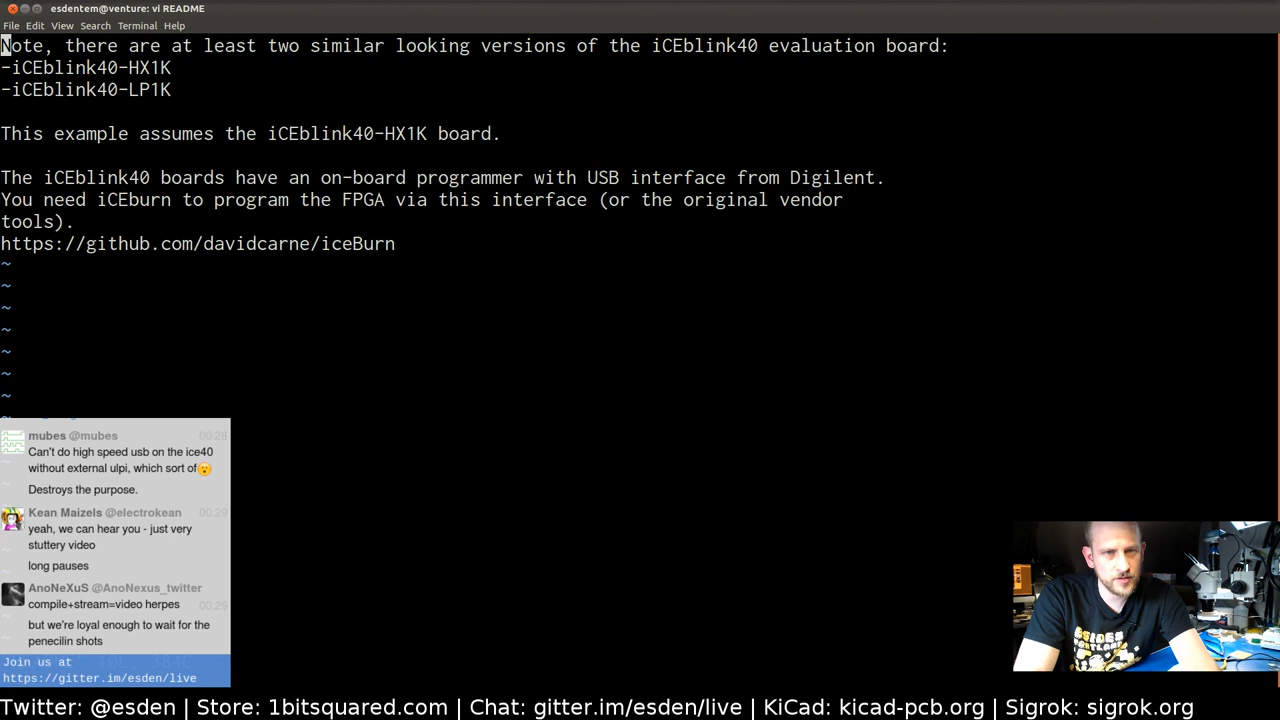 esdentem@venture: vi README
File Edit View Search Terminal Help
Note, there are at least two similar looking versions of the iCEblink40 evaluation board:
-iCEblink40-HX1K
-iCEblink40-LP1K
This example assumes the iCEblink40-HX1K board.
The iCEblink40 boards have an on-board programmer with USB interface from Digilent.
You need iCEburn to program the FPGA via this interface (or the original vendor
tools).
https://github.com/davidcarne/iceBurn
~
~
~
~
~
~
~
mubes @mubes 00:28
Can't do high speed usb on the ice40
without external ulpi, which sort of😮
Destroys the purpose.
Kean Maizels @electrokean 00:29
yeah, we can hear you - just very
stuttery video
long pauses
AnoNeXuS @AnoNexus_twitter
compile+stream=video herpes 00:29
but we're loyal enough to wait for the
penecilin shots
Join us at
https://gitter.im/esden/live
Twitter: @esden | Store: 1bitsquared.com | Chat: gitter.im/esden/live | KiCad: kicad-pcb.org | Sigrok: sigrok.org